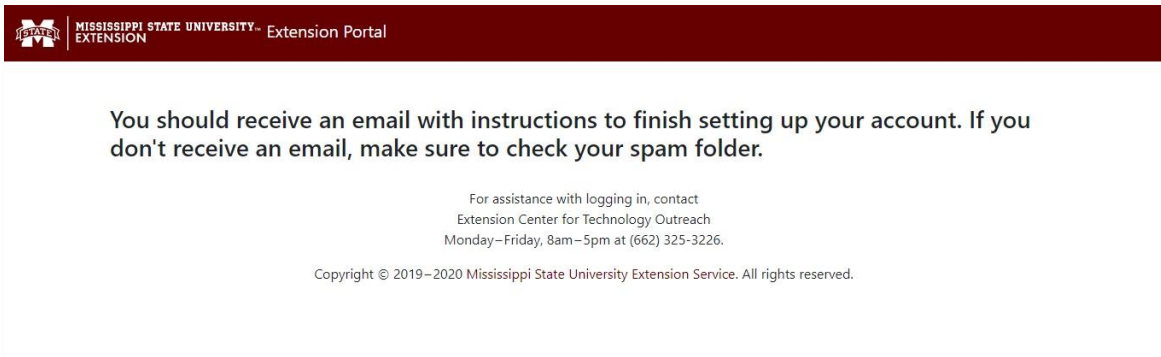 STATE
MISSISSIPPI STATE UNIVERSITY™
EXTENSION
Extension Portal
You should receive an email with instructions to finish setting up your account. If you
don't receive an email, make sure to check your spam folder.
For assistance with logging in, contact
Extension Center for Technology Outreach
Monday–Friday, 8am–5pm at (662) 325-3226.
Copyright © 2019–2020 Mississippi State University Extension Service. All rights reserved.